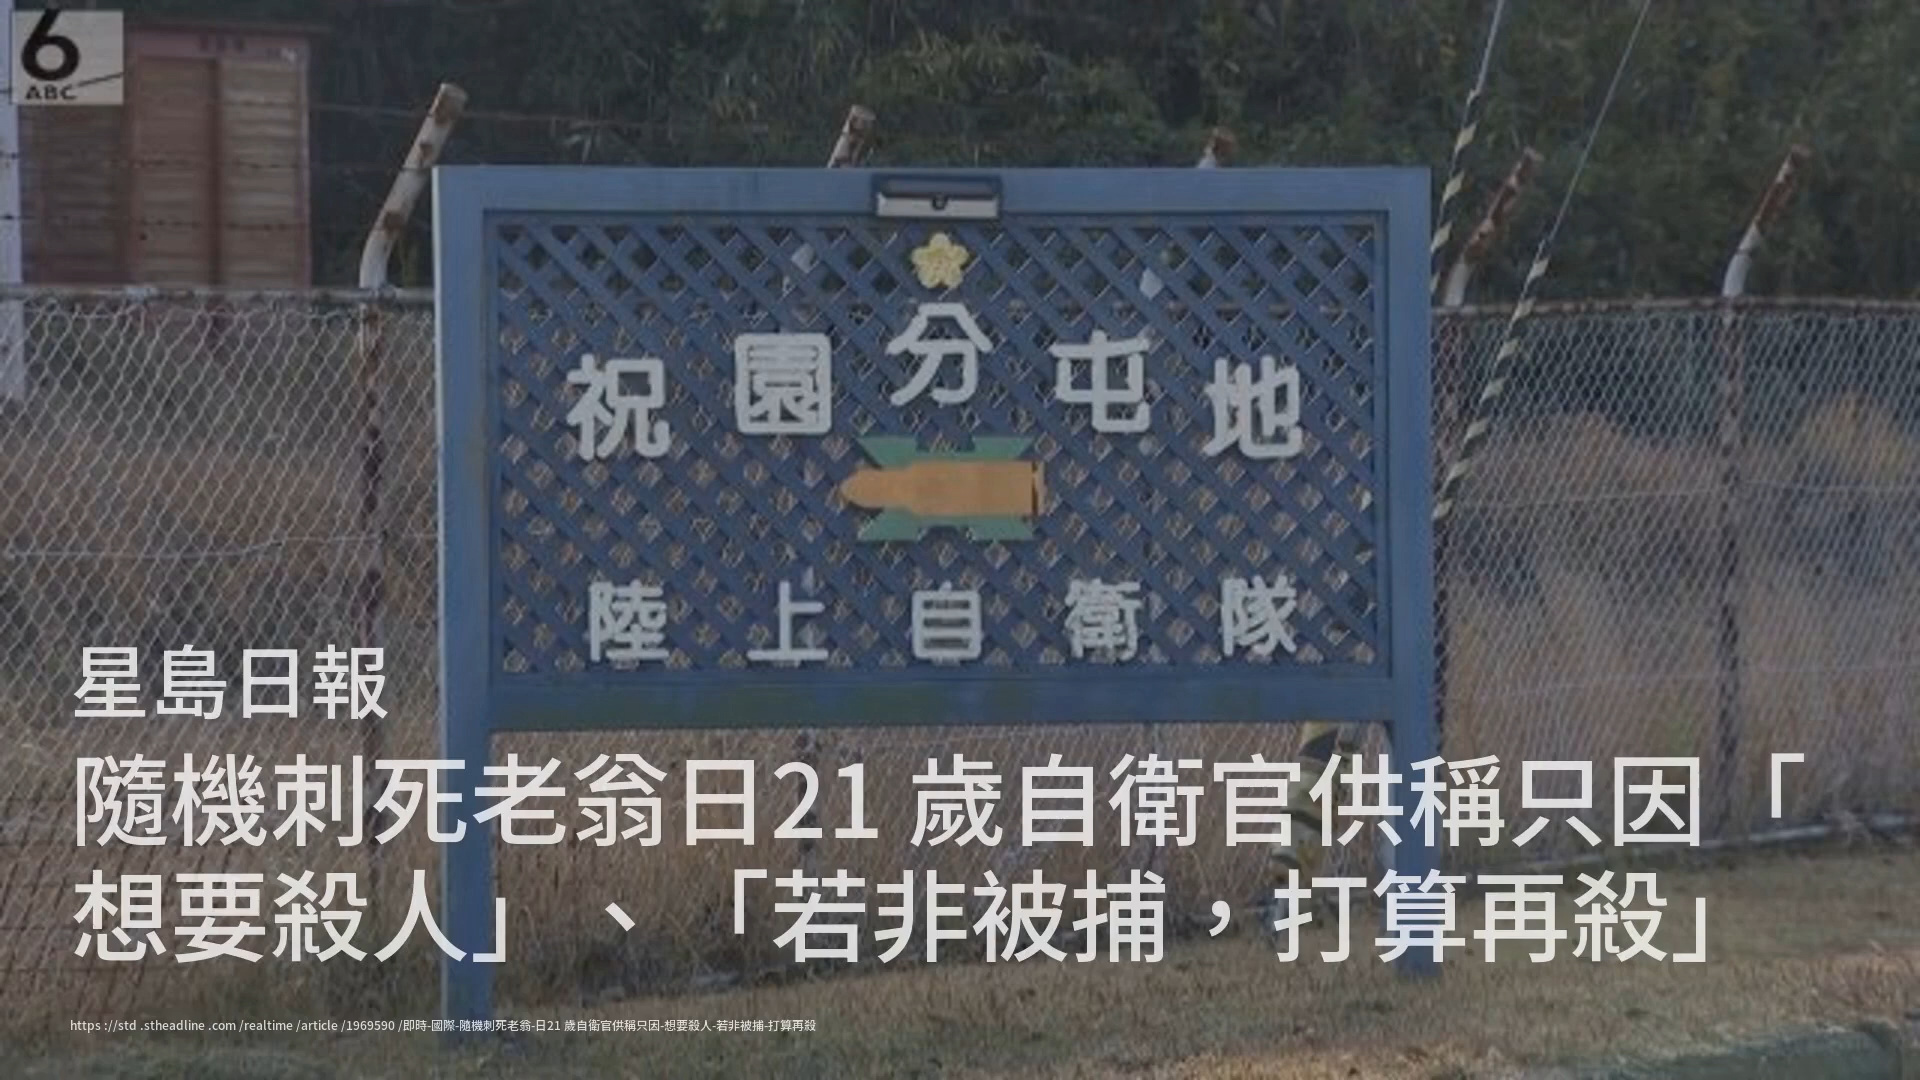 6
ABC
祝園分屯地
陸上自衛隊
星島日報
隨機刺死老翁日21 歲自衛官供稱只因「
想要殺人」、「若非被捕，打算再殺」
https://std.stheadline.com/realtime/article/1969590/即時-國際-隨機刺死老翁-日21 歲自衛官供稱只因-想要殺人-若非被捕-打算再殺